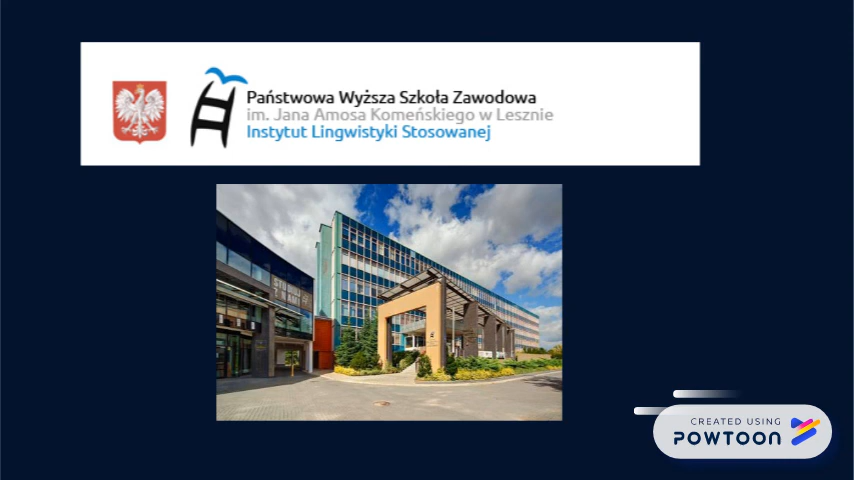 Państwowa Wyższa Szkoła Zawodowa
im. Jana Amosa Komeńskiego w Lesznie
Instytut Lingwistyki Stosowanej
CREATED USING
POWTOON